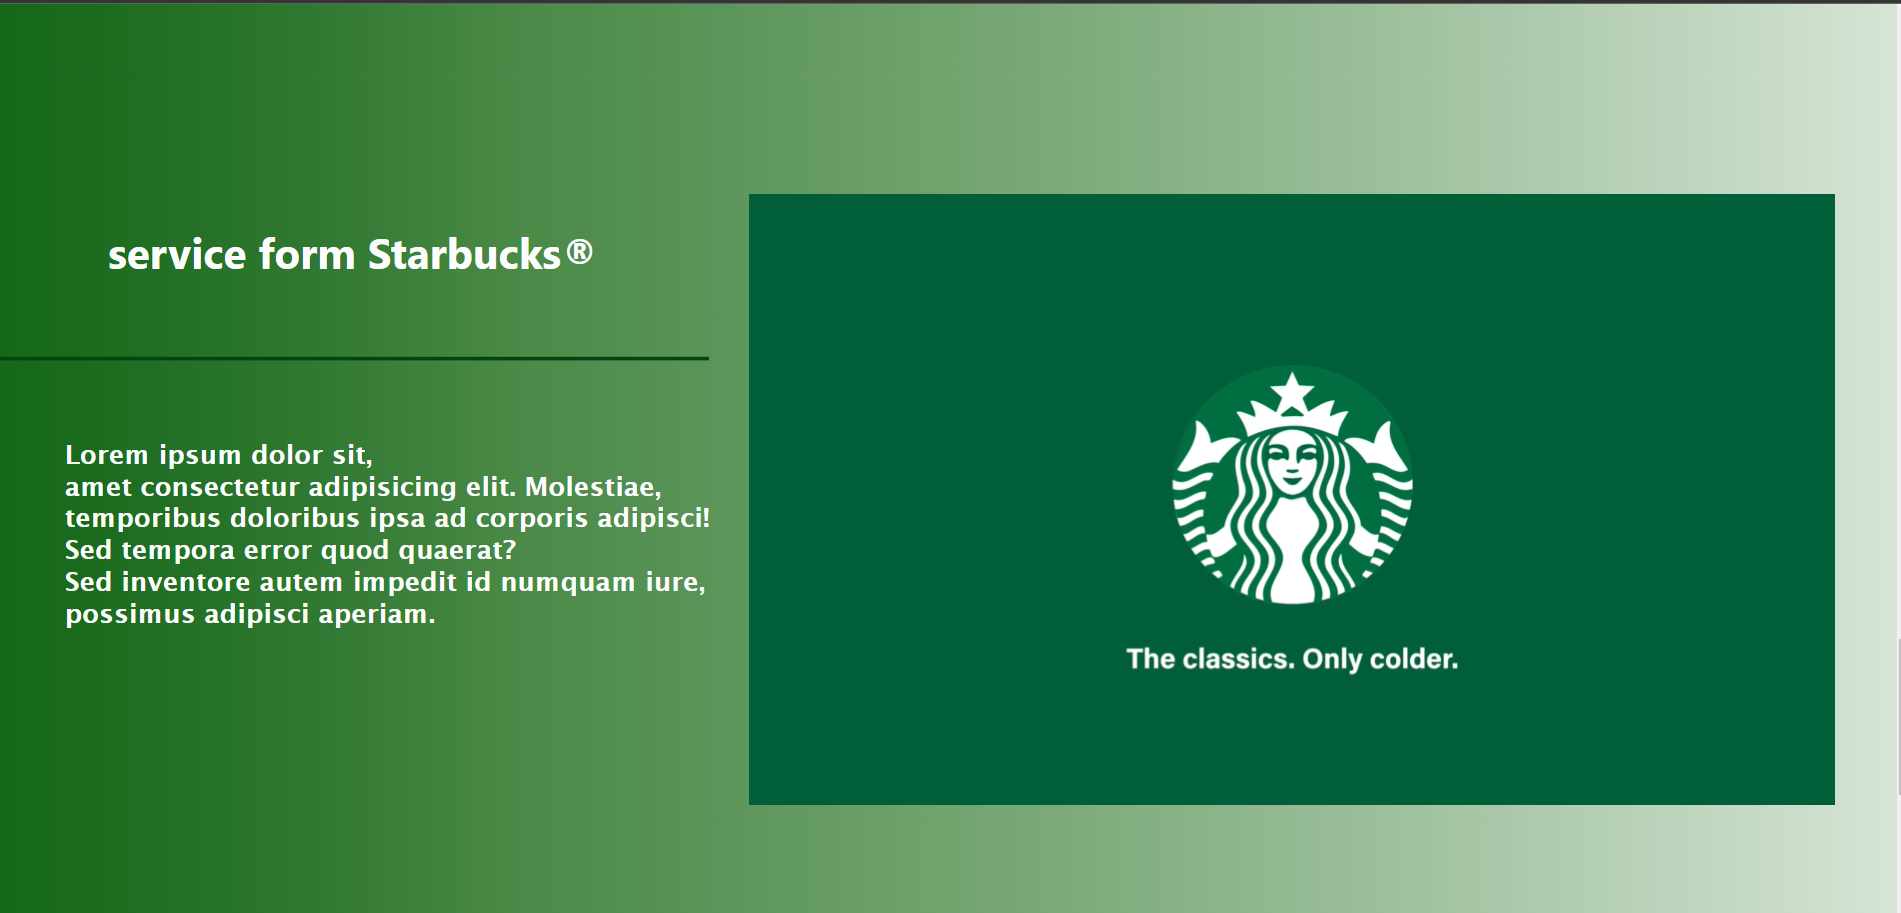 service form Starbucks®
Lorem ipsum dolor sit,
amet consectetur adipisicing elit. Molestiae,
temporibus doloribus ipsa ad corporis adipisci!
Sed tempora error quod quaerat?
Sed inventore autem impedit id numquam iure,
possimus adipisci aperiam.
The classics. Only colder.